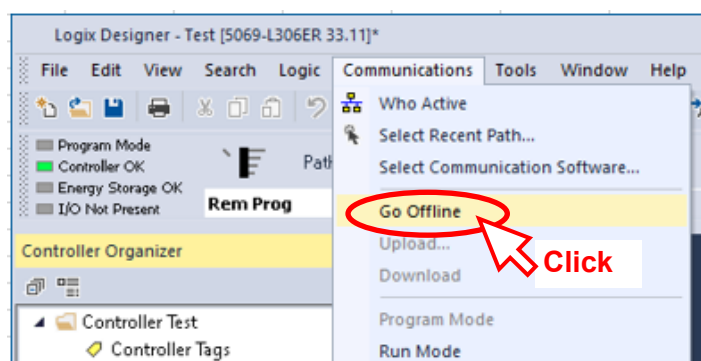 Logix Designer - Test [5069-L306ER 33.11]*
File Edit View Search Logic Communications Tools Window Help
Who Active
Select Recent Path...
Select Communication Software...
Go Offline
Upload...
Download
Program Mode
Run Mode
Click
Program Mode
Controller OK
Energy Storage OK
I/O Not Present
Rem Prog
Controller Organizer
Controller Test
Controller Tags